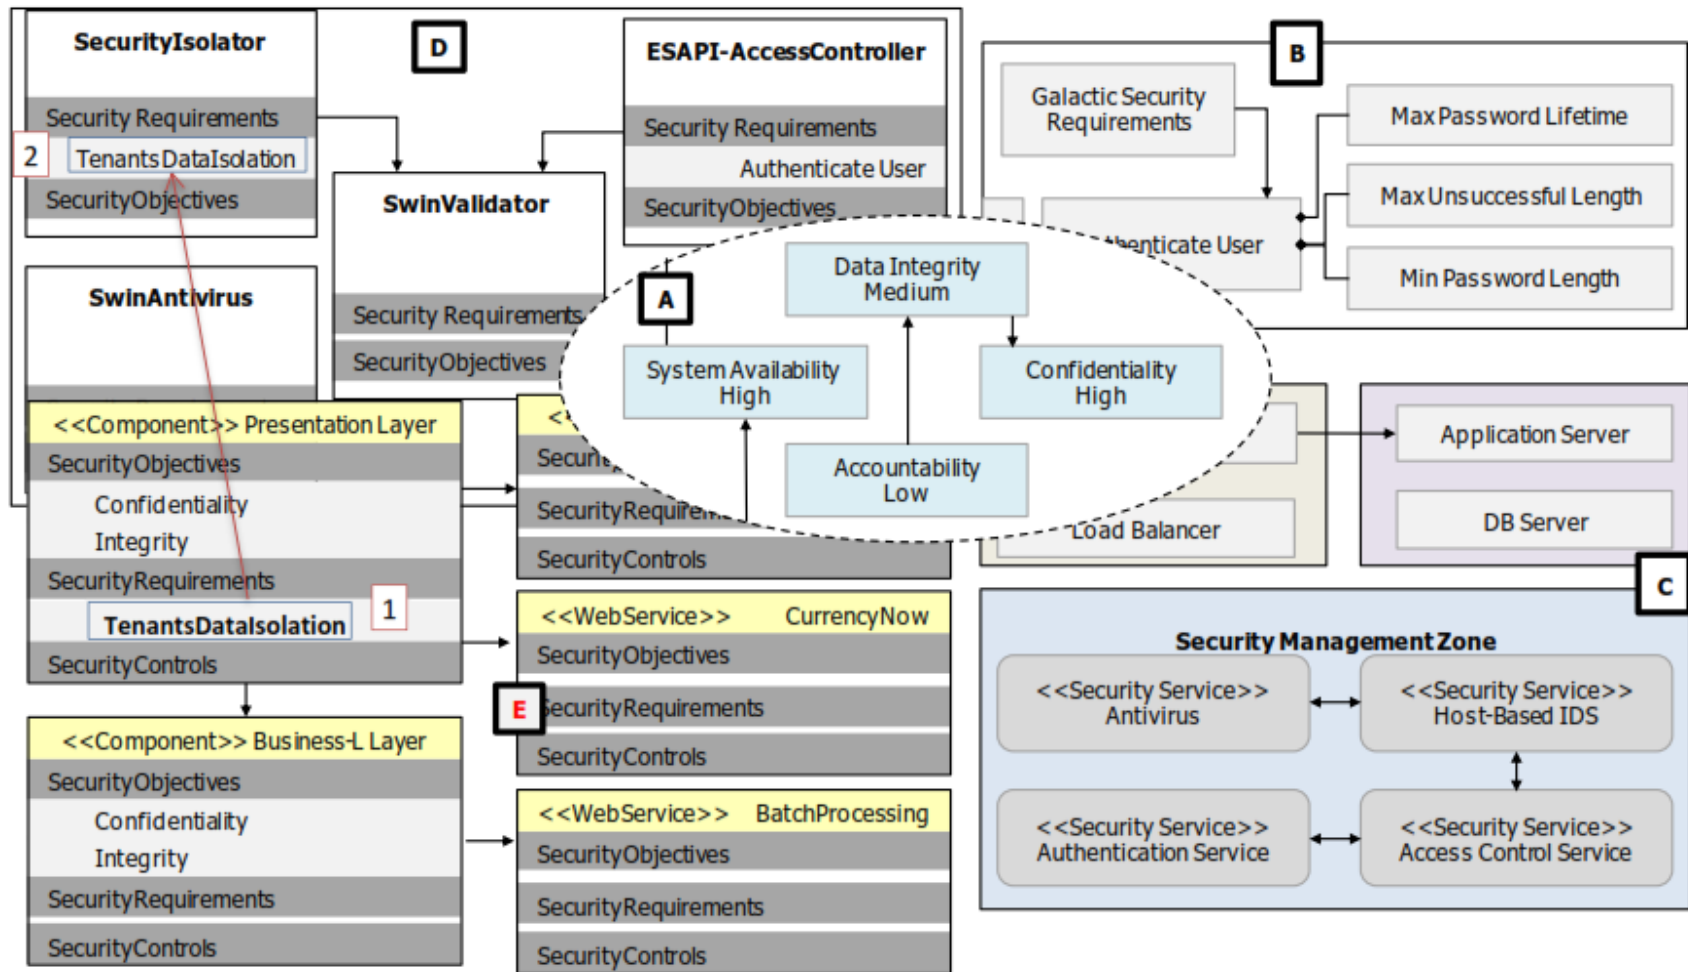 SecurityIsolator
Security Requirements
2
TenantsDataIsolation
SecurityObjectives
D
ESAPI-AccessController
Security Requirements
Authenticate User
SecurityObjectives
SwinValidator
Security Requirements
SecurityObjectives
SwinAntivirus
B
Galactic Security
Requirements
Max Password Lifetime
Max Unsuccessful Length
Min Password Length
User
A
Data Integrity
Medium
System Availability
High
Confidentiality
High
Accountability
Low
<<Component>> Presentation Layer
SecurityObjectives
Confidentiality
Integrity
SecurityRequirements
TenantsDataIsolation
1
SecurityControls
SecurityControls
Load Balancer
Application Server
DB Server
<<WebService>> CurrencyNow
SecurityObjectives
E
SecurityRequirements
SecurityControls
<<Component>> Business-L Layer
SecurityObjectives
Confidentiality
Integrity
SecurityRequirements
SecurityControls
<<WebService>> BatchProcessing
SecurityObjectives
SecurityRequirements
SecurityControls
C
Security Management Zone
<<Security Service>>
Antivirus
<<Security Service>>
Host-Based IDS
<<Security Service>>
Authentication Service
<<Security Service>>
Access Control Service